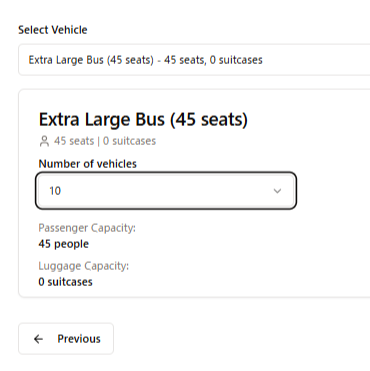 Select Vehicle
Extra Large Bus (45 seats) - 45 seats, 0 suitcases
Extra Large Bus (45 seats)
45 seats | 0 suitcases
Number of vehicles
10
Passenger Capacity:
45 people
Luggage Capacity:
0 suitcases
Previous